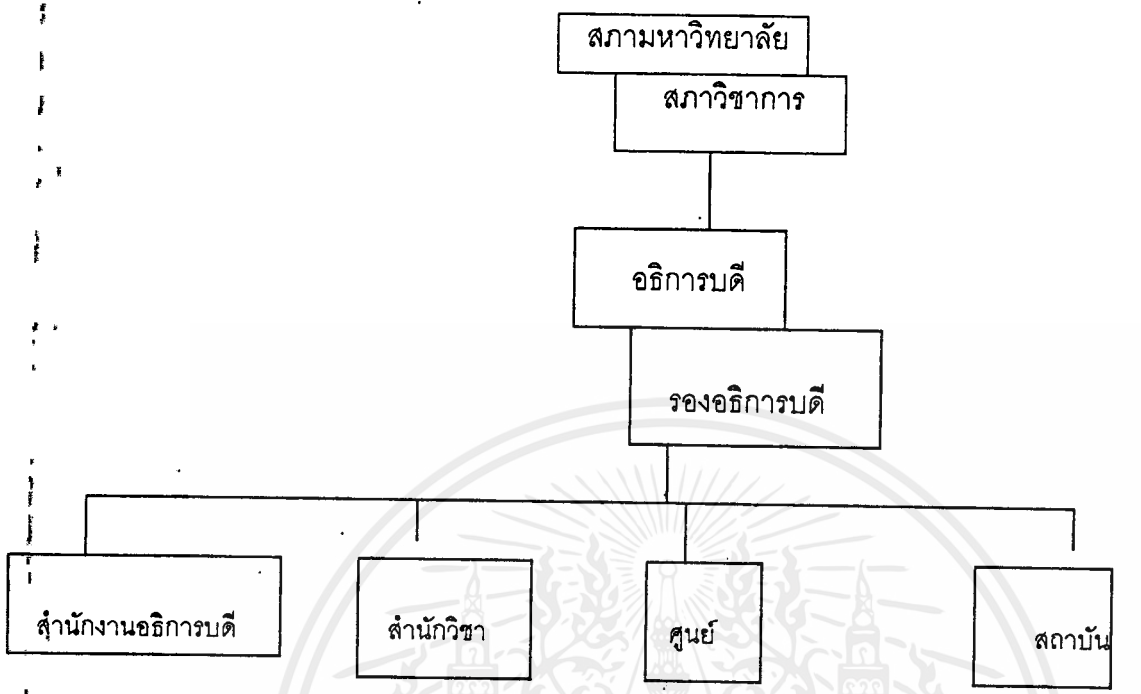 สภามหาวิทยาลัย
สภาวิชาการ
อธิการบดี
รองอธิการบดี
สำนักงานอธิการบดี
สำนักวิชา
ศูนย์
สถาบัน